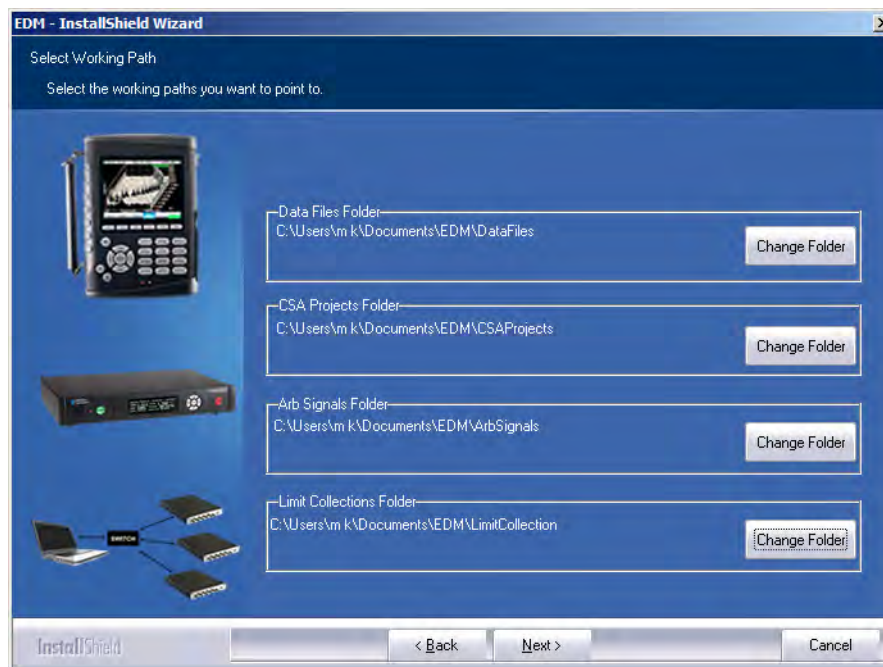 EDM - InstallShield Wizard
Select Working Path
Select the working paths you want to point to.
Data Files Folder
C:\Users\m k\Documents\EDM\DataFiles
Change Folder
CSA Projects Folder
C:\Users\m k\Documents\EDM\CSAProjects
Change Folder
Arb Signals Folder
C:\Users\m k\Documents\EDM\ArbSignals
Change Folder
Limit Collections Folder
C:\Users\m k\Documents\EDM\LimitCollection
Change Folder
SWITCH
InstallShield
< Back
Next >
Cancel